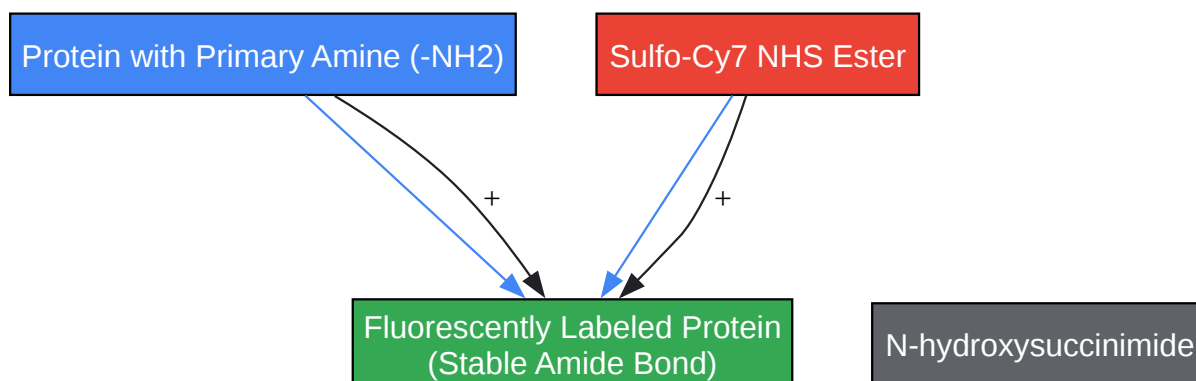 Protein with Primary Amine (-NH2)
Sulfo-Cy7 NHS Ester
+
+
Fluorescently Labeled Protein
(Stable Amide Bond)
N-hydroxysuccinimide